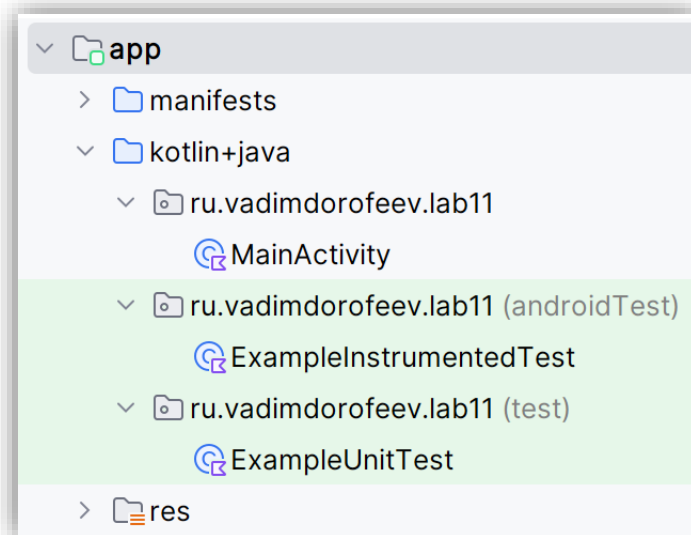 app
manifests
kotlin+java
ru.vadimdorofeev.lab11
MainActivity
ru.vadimdorofeev.lab11 (androidTest)
ExampleInstrumentedTest
ru.vadimdorofeev.lab11 (test)
ExampleUnitTest
res